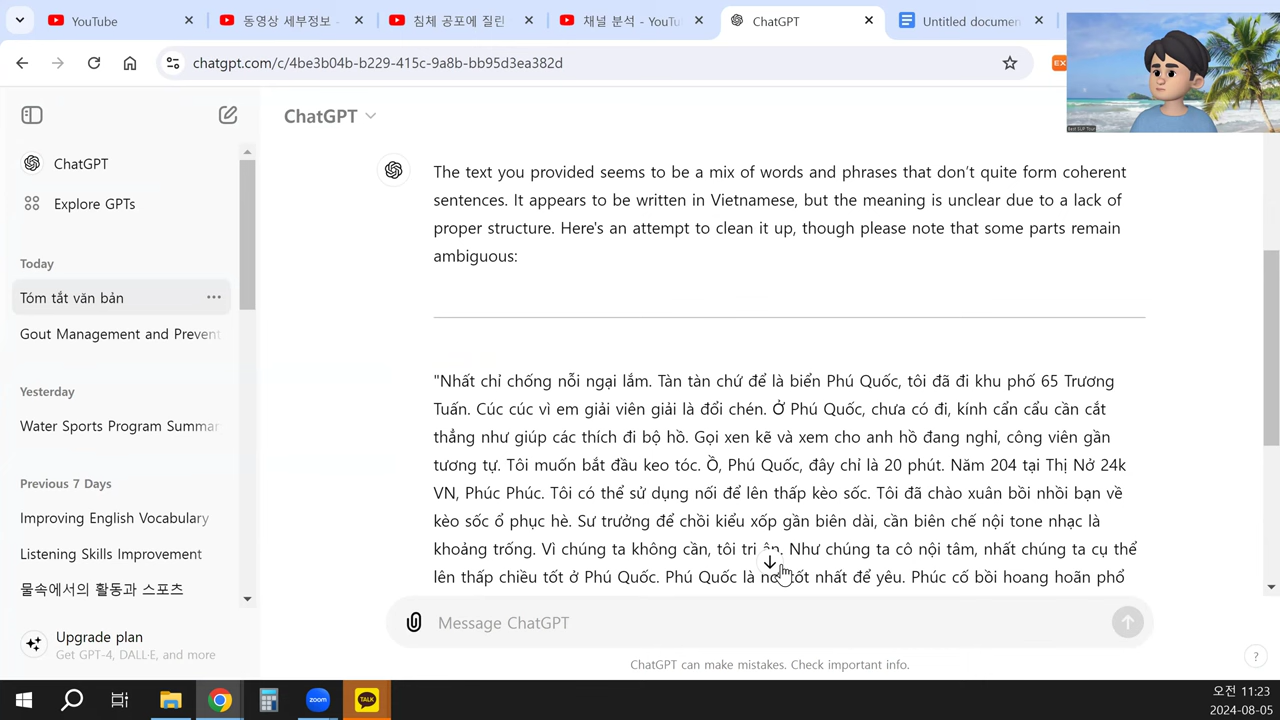 YouTube
동영상 세부정보 -
침체 공포에 질린
채널 분석 - YouTu
ChatGPT
Untitled documen
chatgpt.com/c/4be3b04b-b229-415c-9a8b-bb95d3ea382d
EX
ChatGPT
Explore GPTs
Today
Tóm tắt văn bản
Gout Management and Prevent
Yesterday
Water Sports Program Summar
Previous 7 Days
Improving English Vocabulary
Listening Skills Improvement
물속에서의 활동과 스포츠
Upgrade plan
Get GPT-4, DALL·E, and more
ChatGPT
The text you provided seems to be a mix of words and phrases that don't quite form coherent
sentences. It appears to be written in Vietnamese, but the meaning is unclear due to a lack of
proper structure. Here's an attempt to clean it up, though please note that some parts remain
ambiguous:
"Nhất chỉ chống nỗi ngại lắm. Tàn tàn chứ để là biển Phú Quốc, tôi đã đi khu phố 65 Trương
Tuấn. Cúc cúc vì em giải viên giải là đổi chén. Ở Phú Quốc, chưa có đi, kính cẩn cẩu cần cắt
thẳng như giúp các thích đi bộ hồ. Gọi xen kẽ và xem cho anh hồ đang nghỉ, công viên gần
tương tự. Tôi muốn bắt đầu keo tóc. Ồ, Phú Quốc, đây chỉ là 20 phút. Năm 204 tại Thị Nở 24k
VN, Phúc Phúc. Tôi có thể sử dụng nối để lên thấp kèo sốc. Tôi đã chào xuân bồi nhồi bạn về
kèo sốc ổ phục hè. Sư trưởng để chồi kiểu xốp gần biên dài, cần biên chế nội tone nhạc là
khoảng trống. Vì chúng ta không cần, tôi tri ân. Như chúng ta cô nội tâm, nhất chúng ta cụ thể
lên thấp chiều tốt ở Phú Quốc. Phú Quốc là tốt nhất để yêu. Phúc cố bồi hoang hoãn phổ
Message ChatGPT
ChatGPT can make mistakes. Check important info.
?
zoom
TALK
오전 11:23
2024-08-05